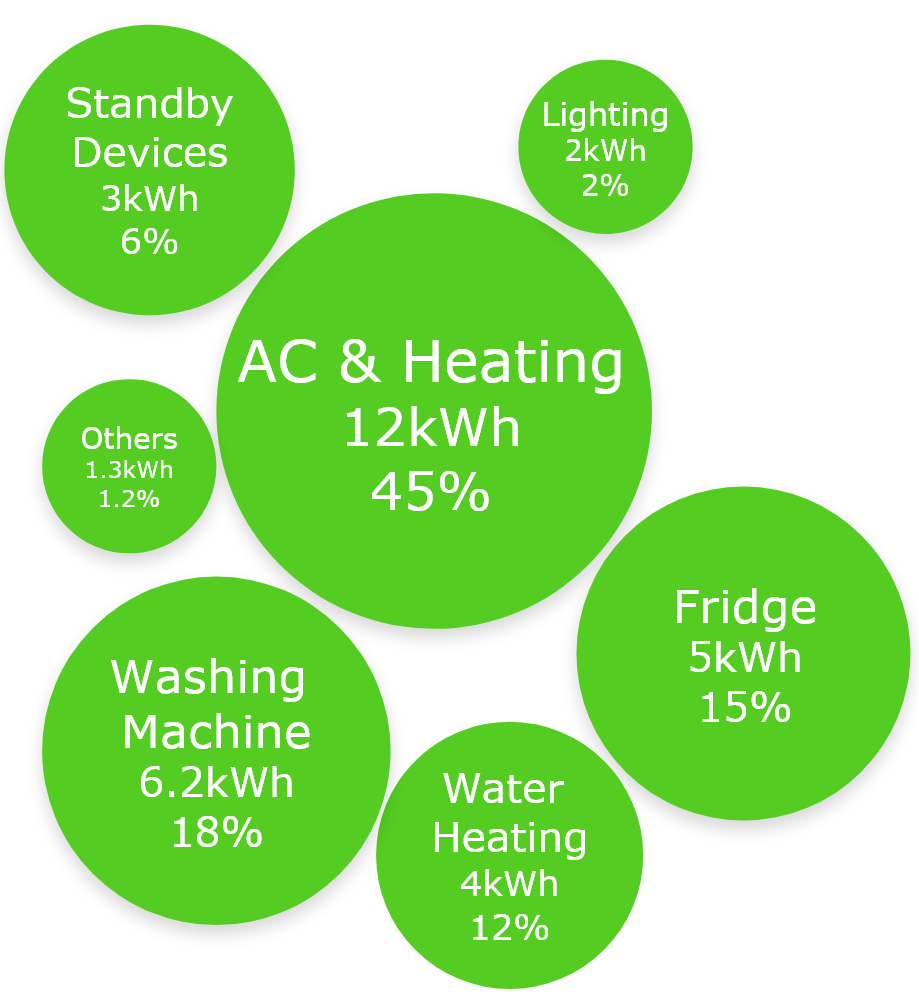 Standby
Devices
3kWh
6%
Lighting
2kWh
2%
AC & Heating
12kWh
45%
Others
1.3kWh
1.2%
Fridge
5kWh
15%
Washing
Machine
6.2kWh
18%
Water
Heating
4kWh
12%